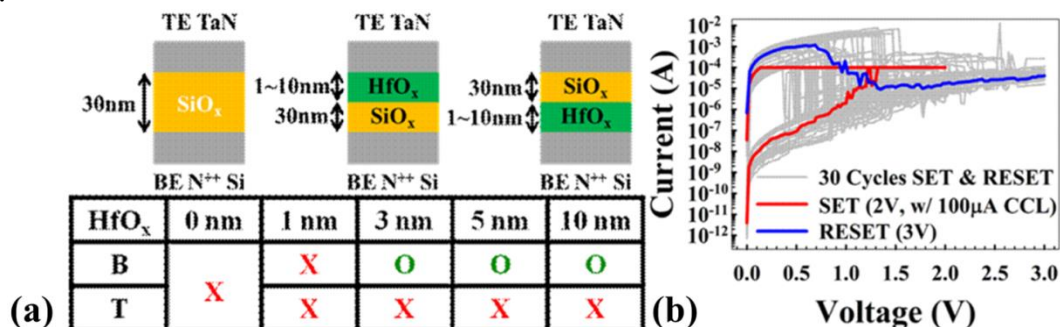 TE TaN TE TaN TE TaN
30nm SiOₓ
1~10nm HfOₓ
30nm SiOₓ
30nm SiOₓ
1~10nm HfOₓ
BE N⁺⁺ Si BE N⁺⁺ Si BE N⁺⁺ Si
HfOₓ 0 nm 1 nm 3 nm 5 nm 10 nm
B X X O O O
T X X X X
(a)
Current (A)
10⁻²
10⁻³
10⁻⁴
10⁻⁵
10⁻⁶
10⁻⁷
10⁻⁸
10⁻⁹
10⁻¹⁰
10⁻¹¹
10⁻¹²
30 Cycles SET & RESET
SET (2V, w/ 100μA CCL)
RESET (3V)
0.0 0.5 1.0 1.5 2.0 2.5 3.0
Voltage (V)
(b)